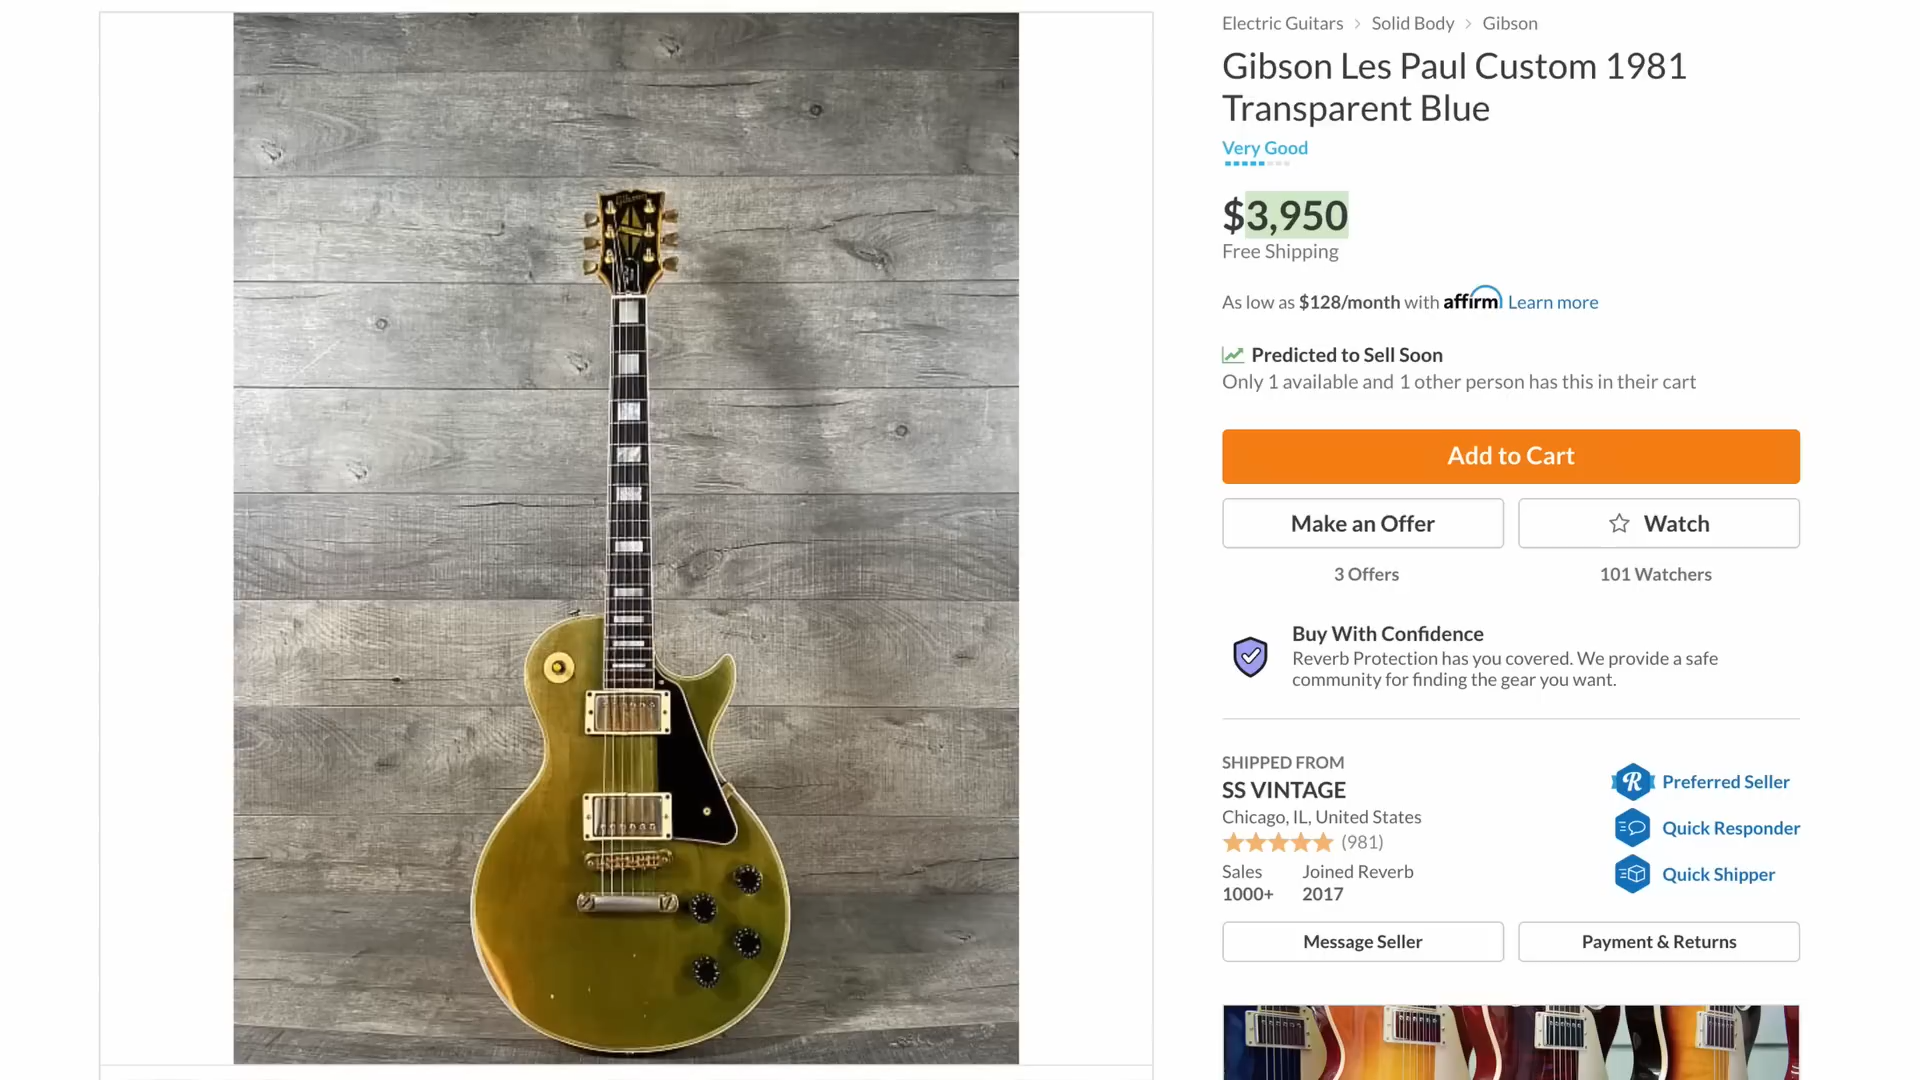 Electric Guitars > Solid Body > Gibson
Gibson Les Paul Custom 1981
Transparent Blue
Very Good
$3,950
Free Shipping
As low as $128/month with affirm Learn more
Predicted to Sell Soon
Only 1 available and 1 other person has this in their cart
Add to Cart
Make an Offer
Watch
3 Offers
101 Watchers
Buy With Confidence
Reverb Protection has you covered. We provide a safe
community for finding the gear you want.
SHIPPED FROM
SS VINTAGE
Chicago, IL, United States
(981)
Sales
Joined Reverb
1000+
2017
R Preferred Seller
Quick Responder
Quick Shipper
Message Seller
Payment & Returns
Gibson